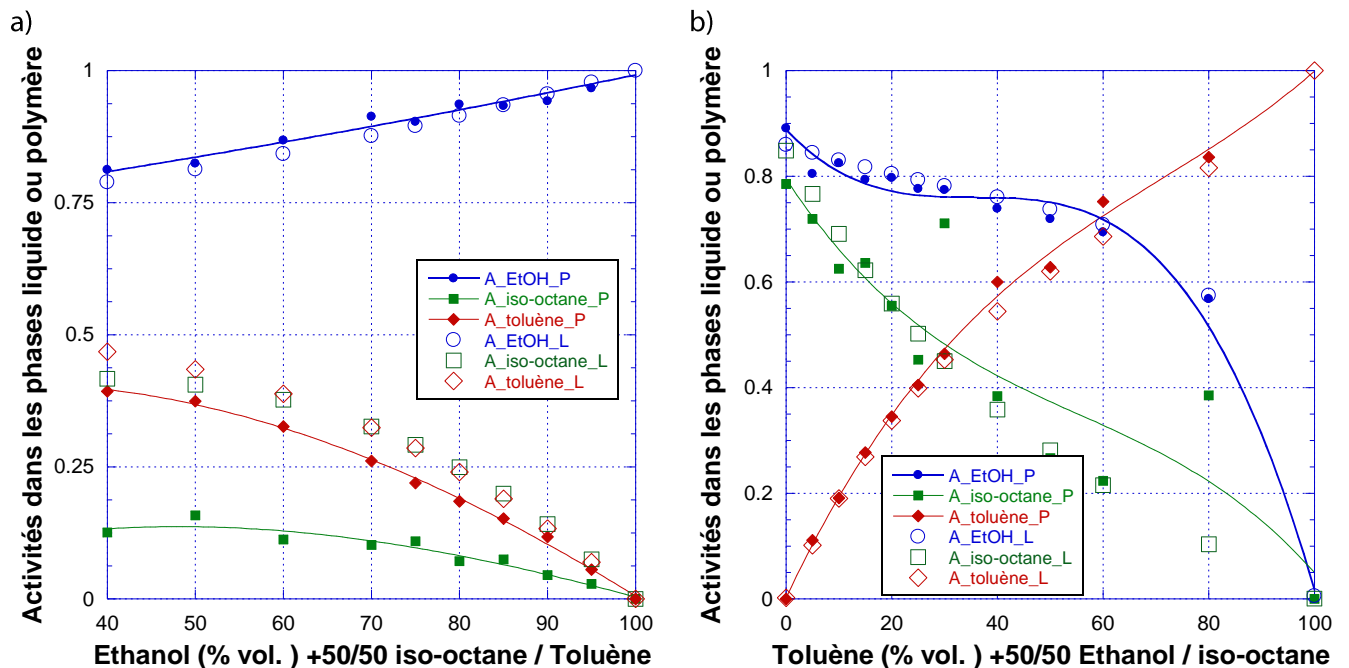 a)
Activités dans les phases liquide ou polymère
1
0.75
0.5
0.25
0
A_EtOH_P
A_iso-octane_P
A_toluène_P
A_EtOH_L
A_iso-octane_L
A_toluène_L
40 50 60 70 80 90 100
Ethanol (% vol. ) +50/50 iso-octane / Toluène
b)
Activités dans les phases liquide ou polymère
1
0.8
0.6
0.4
0.2
0
A_EtOH_P
A_iso-octane_P
A_toluène_P
A_EtOH_L
A_iso-octane_L
A_toluène_L
0 20 40 60 80 100
Toluène (% vol.) +50/50 Ethanol / iso-octane